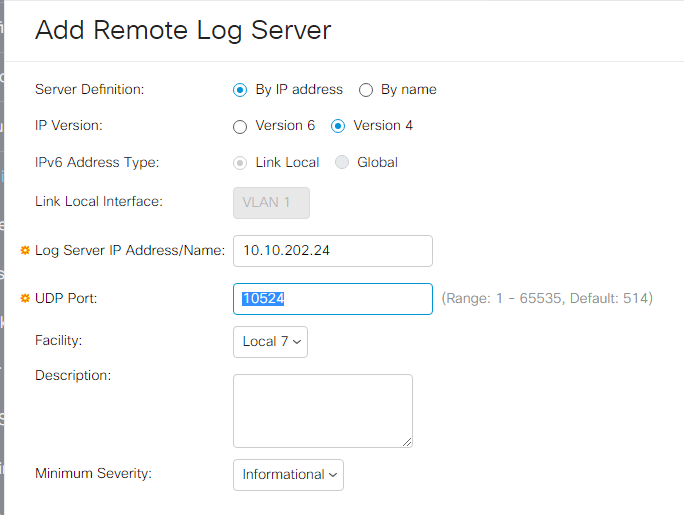 Add Remote Log Server
Server Definition: By IP address By name
IP Version: Version 6 Version 4
IPv6 Address Type: Link Local Global
Link Local Interface: VLAN 1
Log Server IP Address/Name: 10.10.202.24
UDP Port: 10524 (Range: 1 - 65535, Default: 514)
Facility: Local 7
Description:
Minimum Severity: Informational